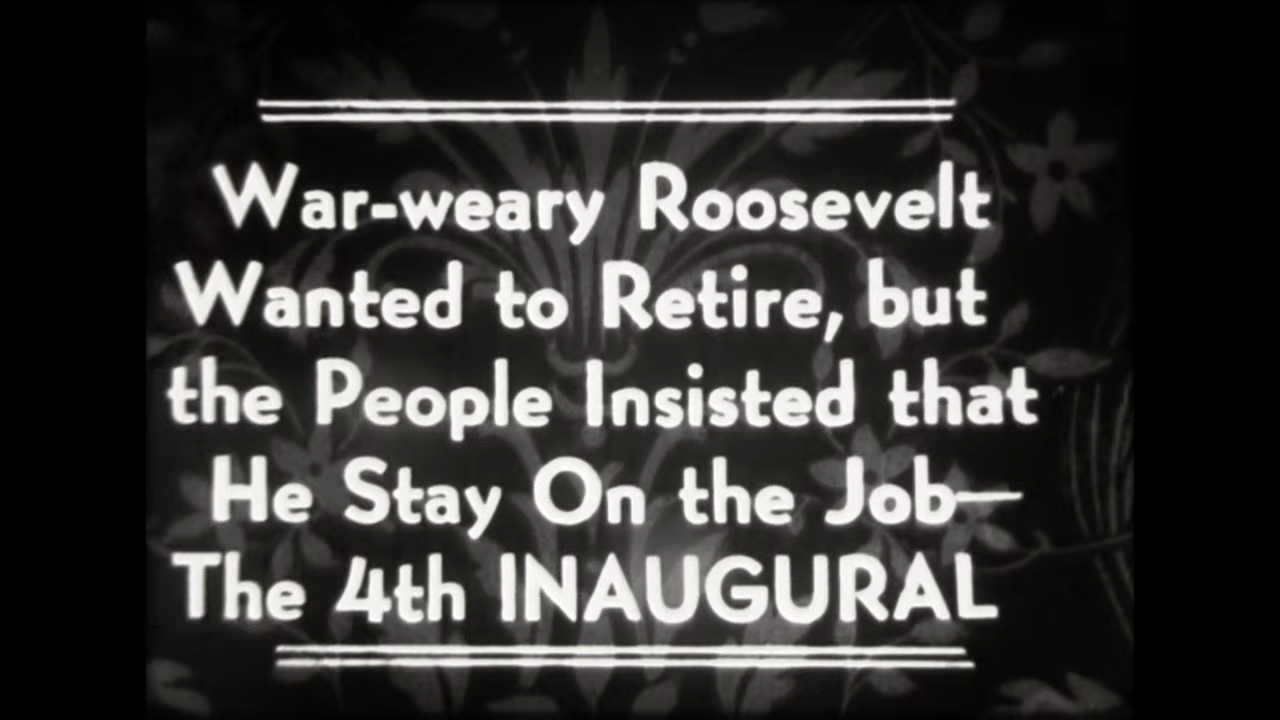 War-weary Roosevelt
Wanted to Retire, but
the People Insisted that
He Stay On the Job—
The 4th INAUGURAL